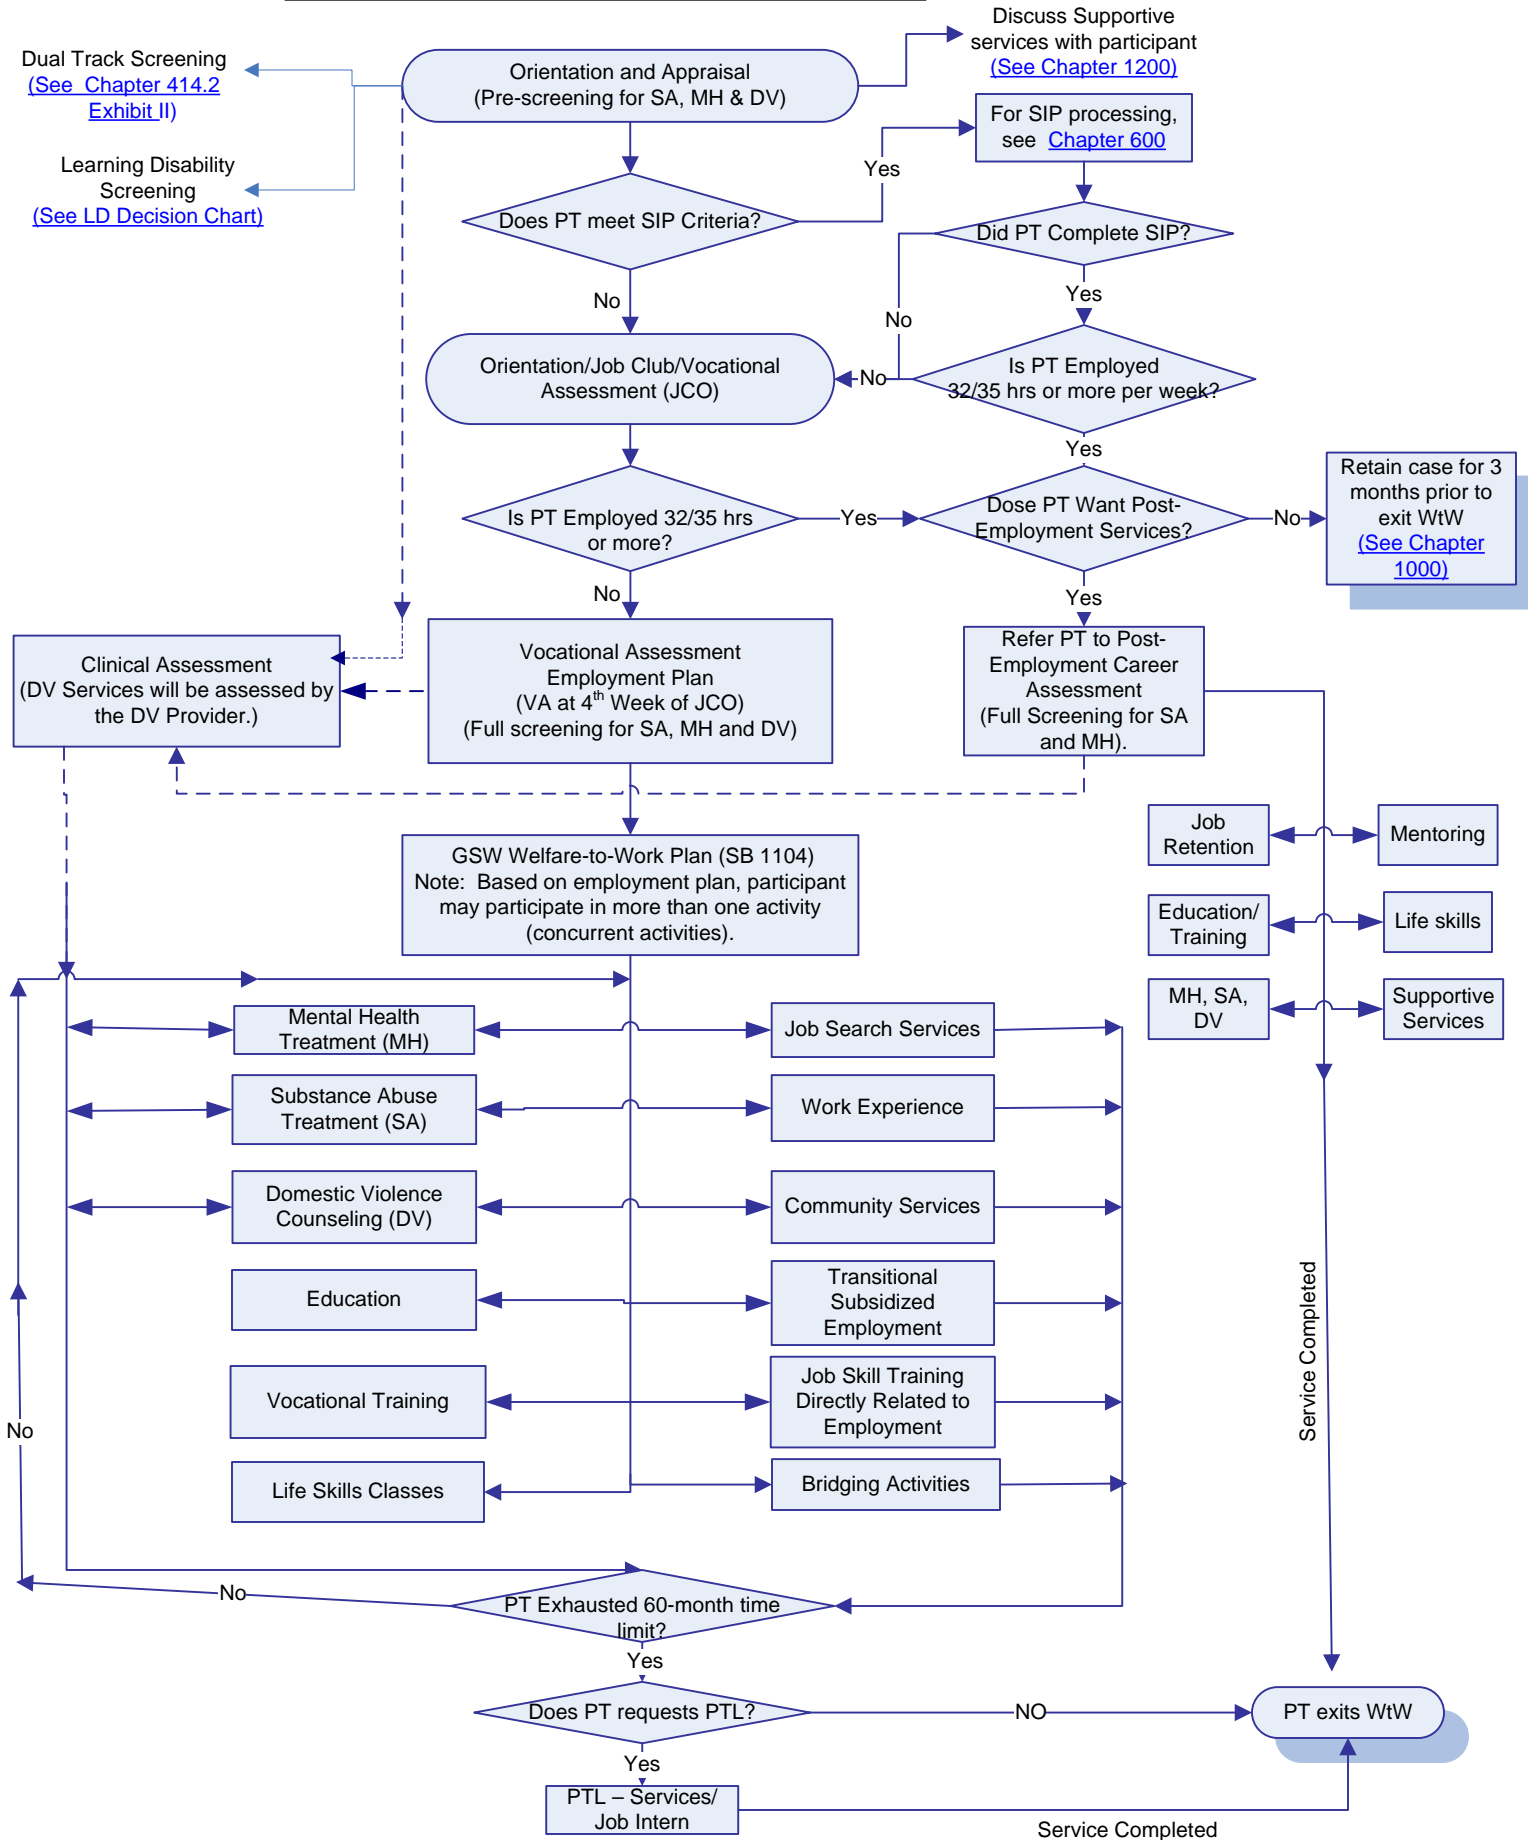 Discuss Supportive
services with participant
(See Chapter 1200)
Dual Track Screening
(See Chapter 414.2
Exhibit II)
Orientation and Appraisal
(Pre-screening for SA, MH & DV)
For SIP processing,
see Chapter 600
Learning Disability
Screening
(See LD Decision Chart)
Yes
Does PT meet SIP Criteria?
Did PT Complete SIP?
No
Yes
No
Orientation/Job Club/Vocational
Assessment (JCO)
No
Is PT Employed
32/35 hrs or more per week?
Yes
Is PT Employed 32/35 hrs
or more?
Yes
Dose PT Want Post-
Employment Services?
No
Retain case for 3
months prior to
exit WtW
(See Chapter
1000)
No
Yes
Clinical Assessment
(DV Services will be assessed by
the DV Provider.)
Vocational Assessment
Employment Plan
(VA at 4th Week of JCO)
(Full screening for SA, MH and DV)
Refer PT to Post-
Employment Career
Assessment
(Full Screening for SA
and MH).
GSW Welfare-to-Work Plan (SB 1104)
Note: Based on employment plan, participant
may participate in more than one activity
(concurrent activities).
Job
Retention
Mentoring
Education/
Training
Life skills
MH, SA,
DV
Supportive
Services
Mental Health
Treatment (MH)
Job Search Services
Substance Abuse
Treatment (SA)
Work Experience
Domestic Violence
Counseling (DV)
Community Services
Education
Transitional
Subsidized
Employment
Service Completed
Vocational Training
Job Skill Training
Directly Related to
Employment
No
Life Skills Classes
Bridging Activities
No
PT Exhausted 60-month time
limit?
Yes
Does PT requests PTL?
NO
PT exits WtW
Yes
PTL – Services/
Job Intern
Service Completed